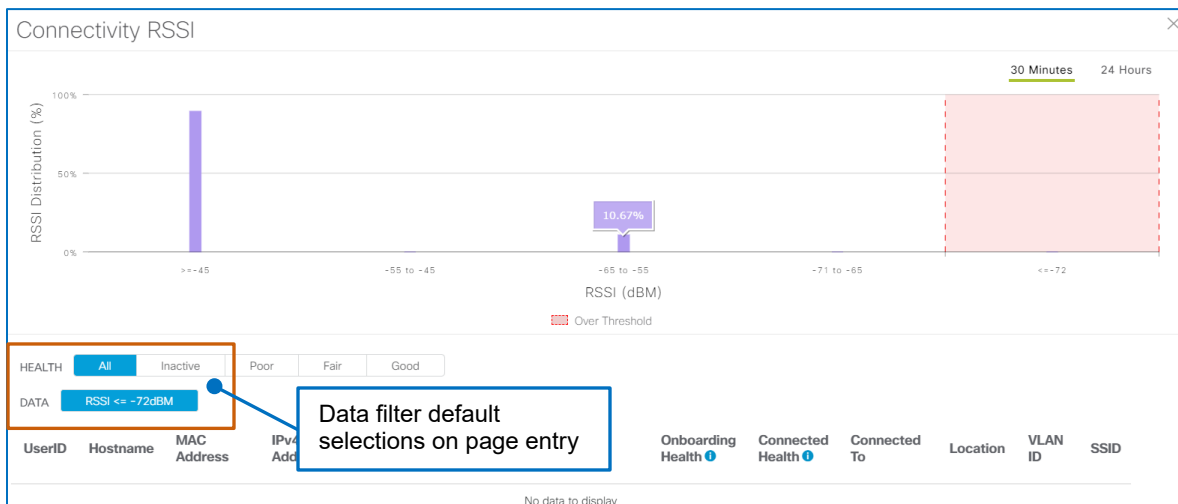 Connectivity RSSI
30 Minutes 24 Hours
RSSI Distribution (%)
100%
50%
0%
10.67%
>=-45 -55 to -45 -65 to -55 -71 to -65 <=-72
RSSI (dBM)
Over Threshold
HEALTH All Inactive Poor Fair Good
DATA RSSI <= -72dBM
Data filter default
selections on page entry
UserID Hostname MAC Address IPv4 Add Onboarding Health Connected Health Connected To Location VLAN ID SSID
No data to display